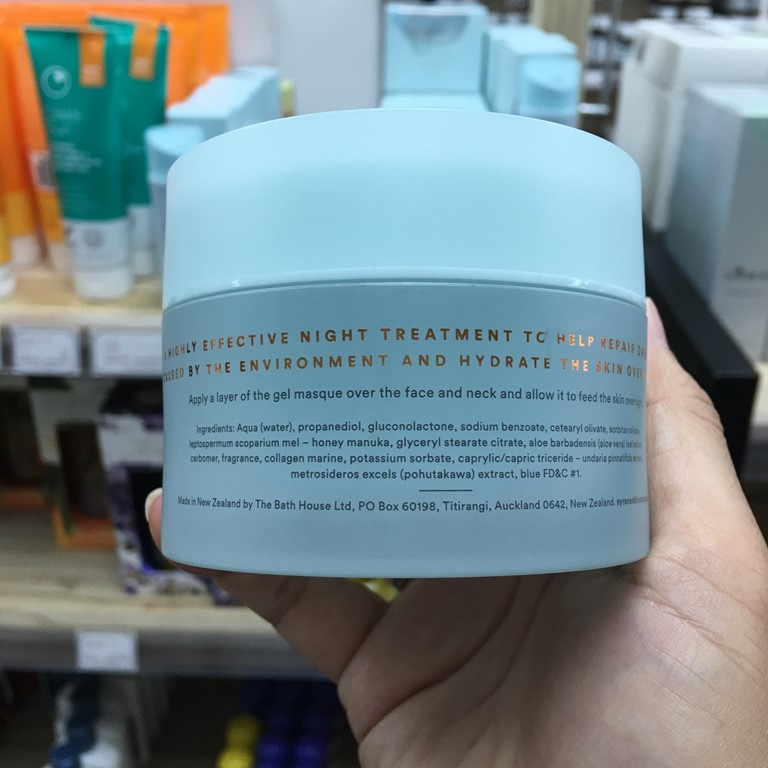 HIGHLY EFFECTIVE NIGHT TREATMENT TO HELP REPAIR
BY THE ENVIRONMENT AND HYDRATE THE SKIN
Apply a layer of the gel masque over the face and neck and allow it to feed the skin overnight.
Ingredients: Aqua (water), propanediol, gluconolactone, sodium benzoate, cetearyl olivate, sorbitan
leptospermum scoparium mel – honey manuka, glyceryl stearate citrate, aloe barbadensis (aloe vera) leaf
carbomer, fragrance, collagen marine, potassium sorbate, caprylic/capric triceride – undaria pinnatifida
metrosideros excels (pohutakawa) extract, blue FD&C #1.
Made in New Zealand by The Bath House Ltd, PO Box 60198, Titirangi, Auckland 0642, New Zealand.